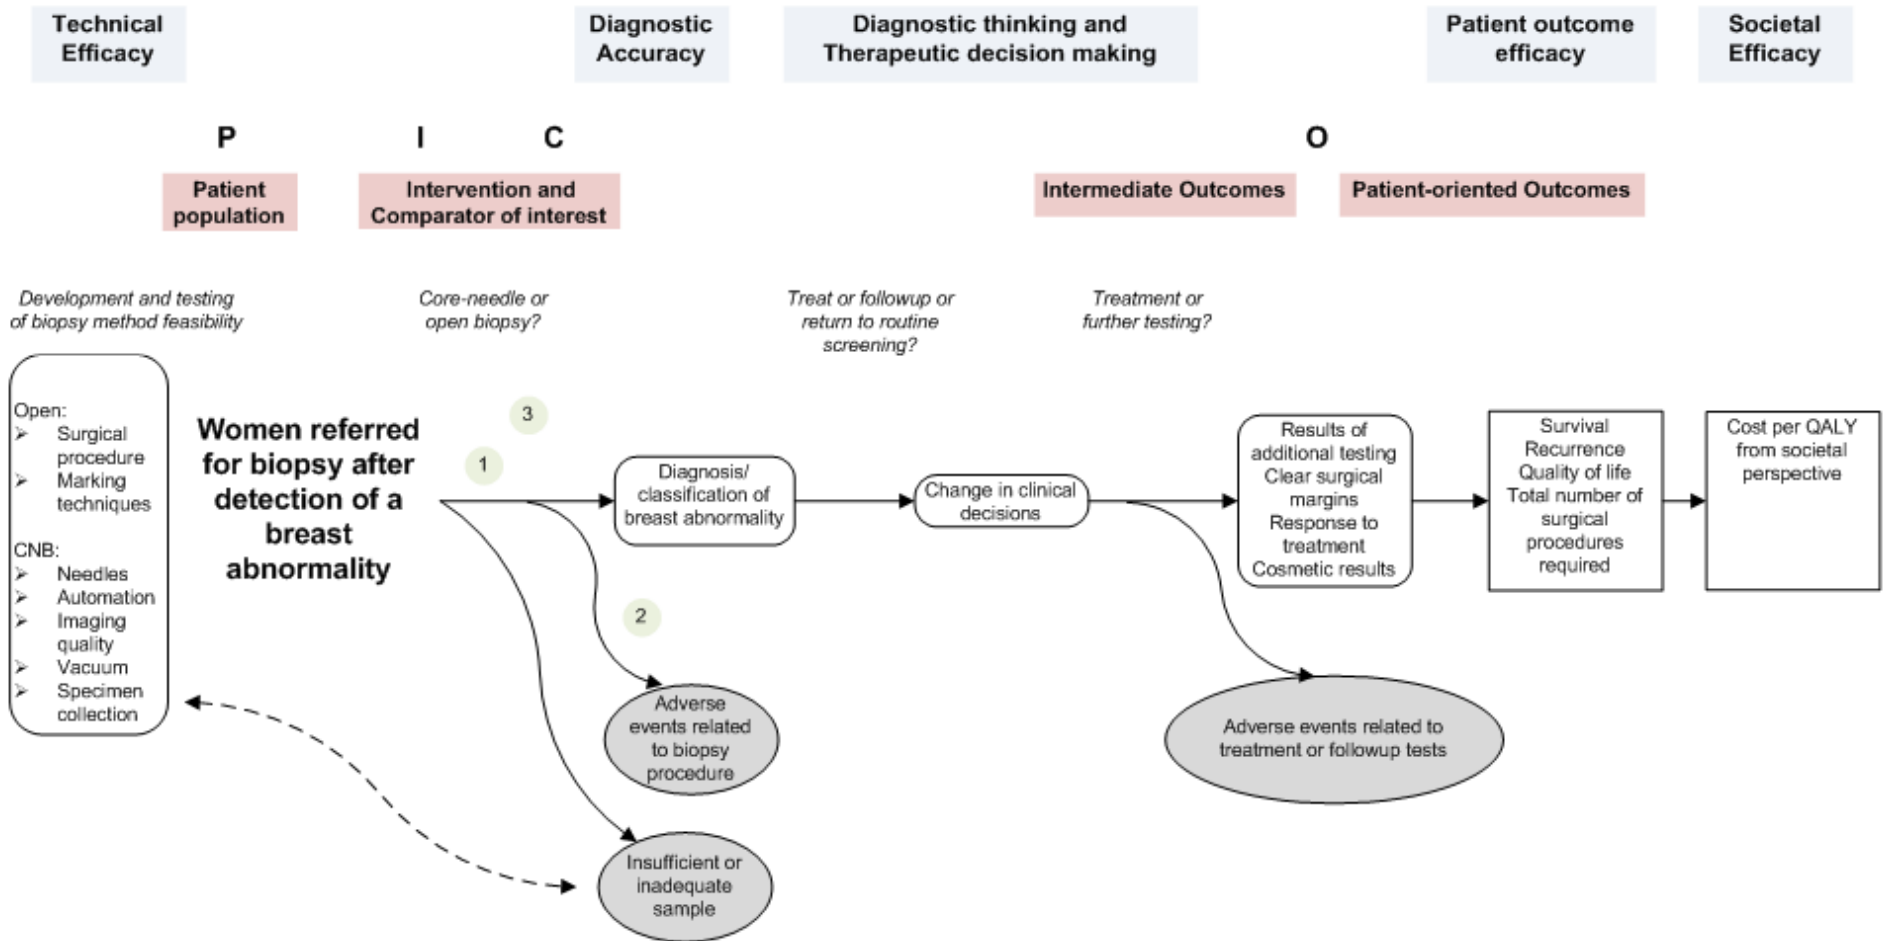 Technical
Efficacy
Diagnostic
Accuracy
Diagnostic thinking and
Therapeutic decision making
Patient outcome
efficacy
Societal
Efficacy
P
I
C
O
Patient
population
Intervention and
Comparator of interest
Intermediate Outcomes
Patient-oriented Outcomes
Development and testing
of biopsy method feasibility
Core-needle or
open biopsy?
Treat or followup or
return to routine
screening?
Treatment or
further testing?
Open:
➢ Surgical
procedure
➢ Marking
techniques
CNB:
➢ Needles
➢ Automation
➢ Imaging
quality
➢ Vacuum
➢ Specimen
collection
Women referred
for biopsy after
detection of a
breast
abnormality
3
1
2
Diagnosis/
classification of
breast abnormality
Change in clinical
decisions
Results of
additional testing
Clear surgical
margins
Response to
treatment
Cosmetic results
Survival
Recurrence
Quality of life
Total number of
surgical
procedures
required
Cost per QALY
from societal
perspective
Adverse
events related
to biopsy
procedure
Adverse events related to
treatment or followup tests
Insufficient or
inadequate
sample